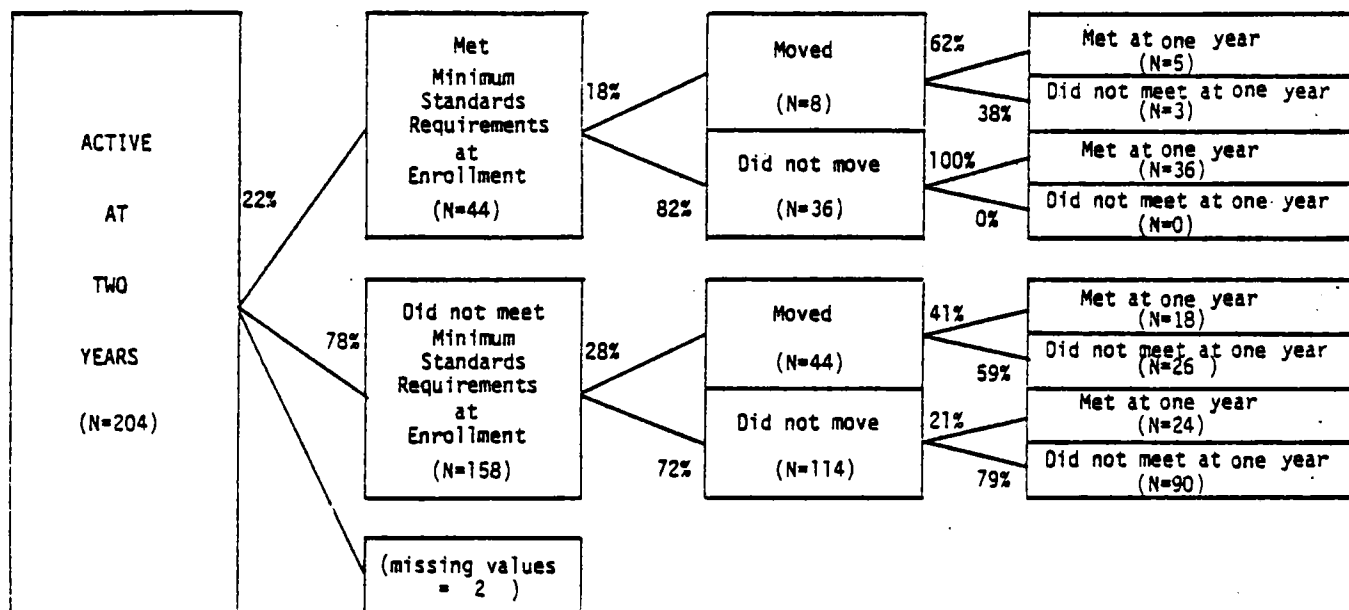 ACTIVE
AT
TWO
YEARS
(N=204)
22%
78%
Met
Minimum
Standards
Requirements
at
Enrollment
(N=44)
18%
82%
Moved
(N=8)
Did not move
(N=36)
62%
38%
100%
0%
Met at one year
(N=5)
Did not meet at one year
(N=3)
Met at one year
(N=36)
Did not meet at one year
(N=0)
Did not meet
Minimum
Standards
Requirements
at
Enrollment
(N=158)
28%
72%
Moved
(N=44)
Did not move
(N=114)
41%
59%
21%
79%
Met at one year
(N=18)
Did not meet at one year
(N=26 )
Met at one year
(N=24)
Did not meet at one year
(N=90)
(missing values
= 2 )